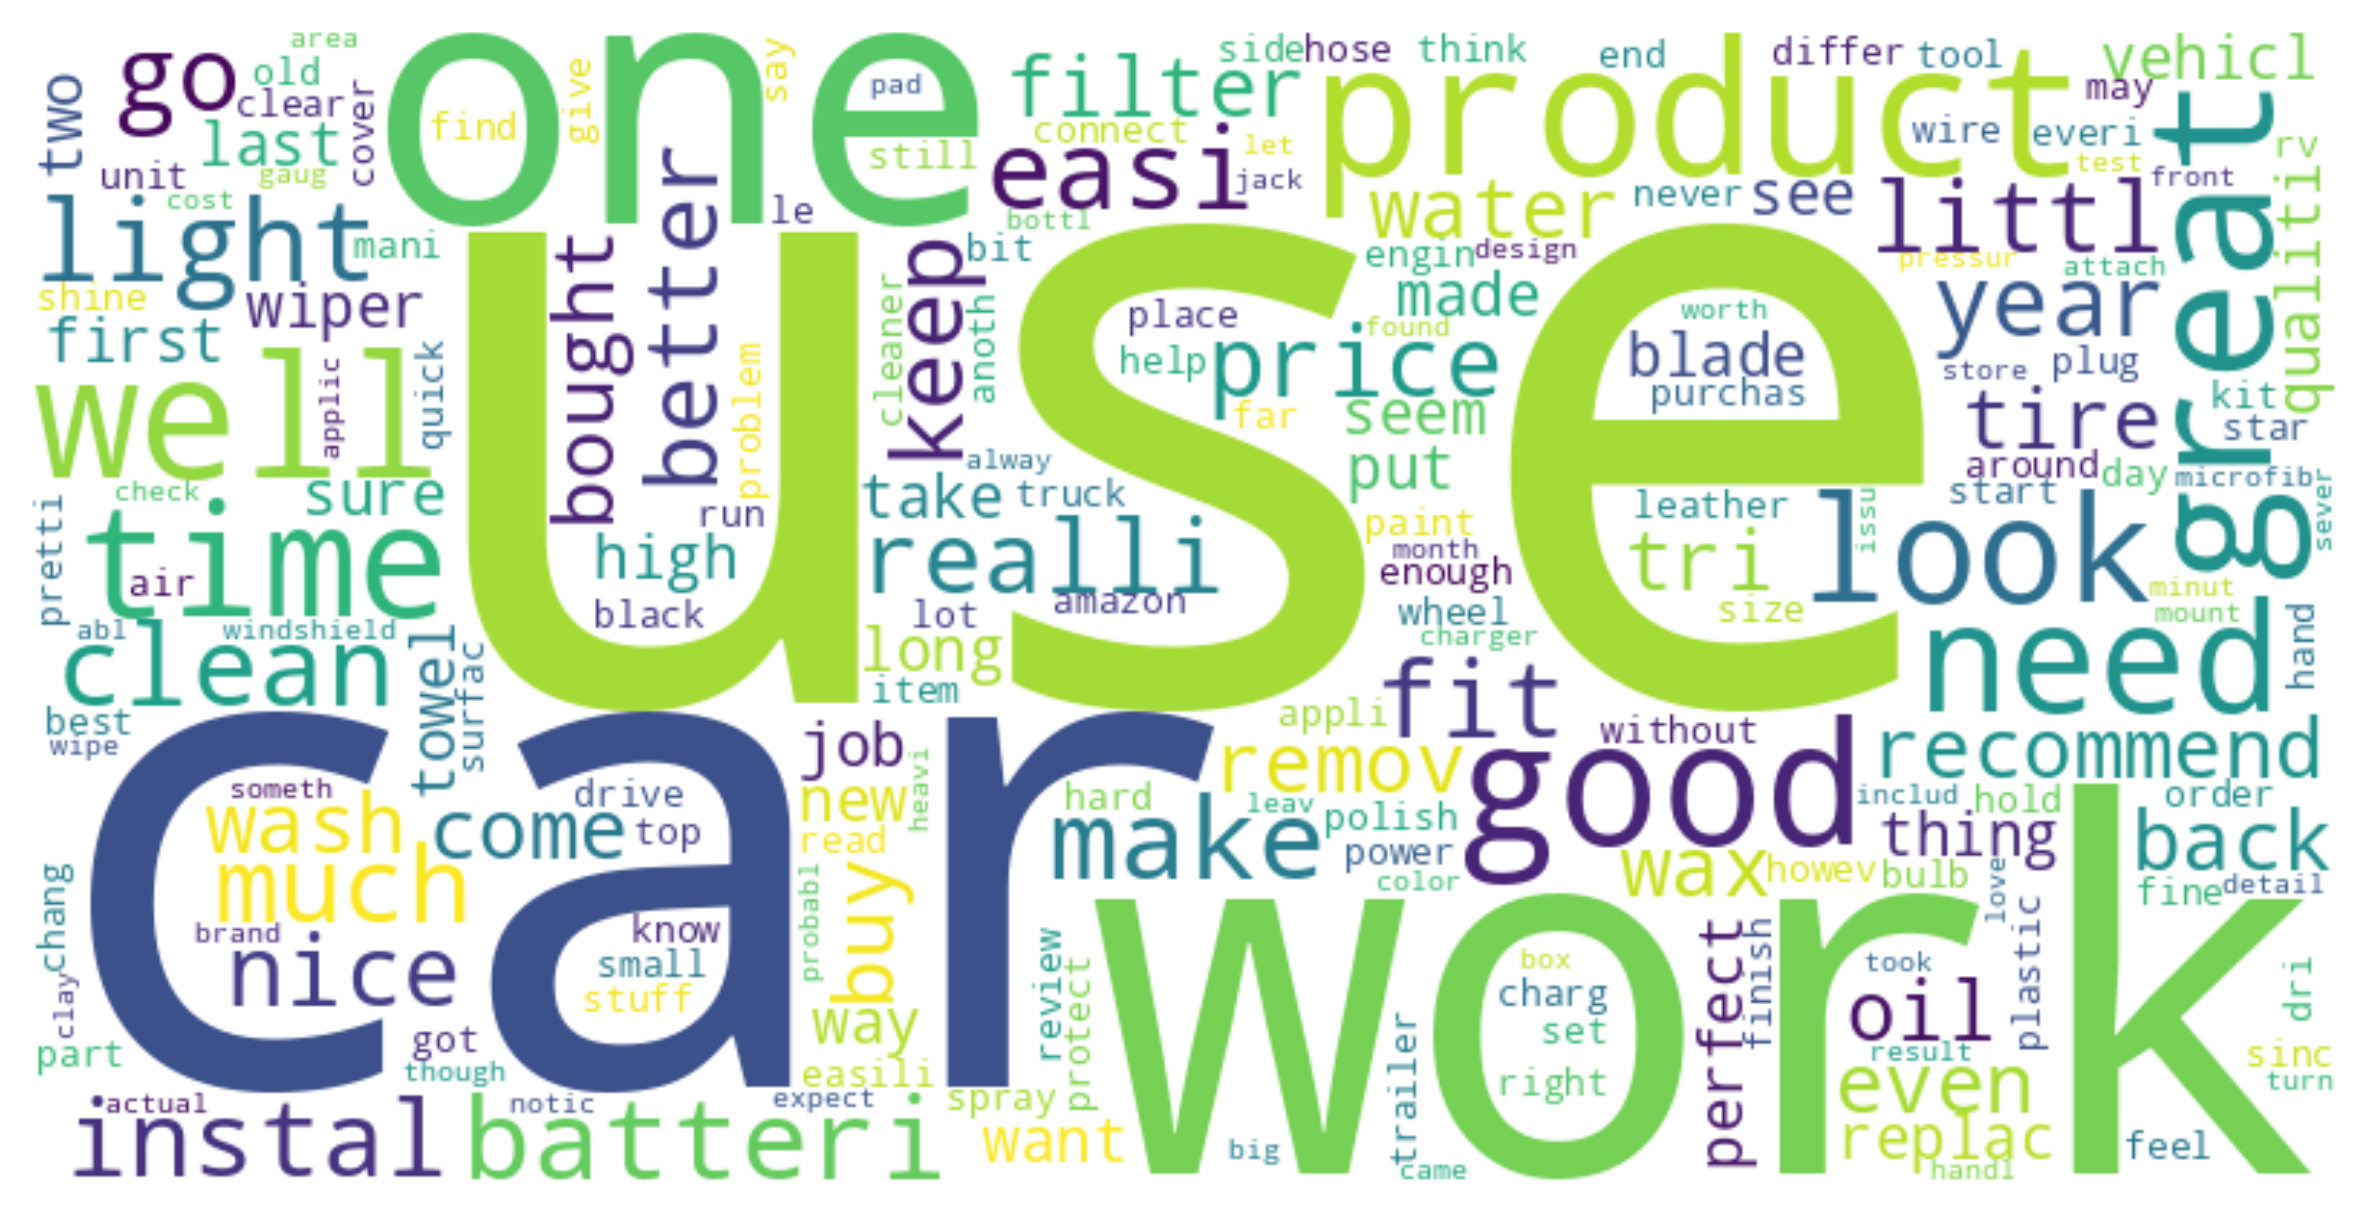 area
go
old
clear
two
last
cover
unit
gaug
cost
one
find
give
say
pad
still
filter
side
hose
think
connect
easi
let
jack
bottl
product
end
differ
tool
vehicl
may
wire
everi
test
front
rv
light
mani
shine
wiper
first
better
bought
le
keep
bit
cleaner
anoth
water
never
see
littl
engin
design
pressur
attach
made
great
qualiti
year
use
place
help
price
found
far
seem
put
worth
blade
purchas
store
plug
kit
star
tire
around
day
microfibr
start
sever
well
applic
quick
problem
check
sure
time
pretti
air
run
high
black
alway
take
truck
realli
amazon
lot
long
item
paint
month
enough
wheel
charger
leather
issu
tri
size
look
minut
mount
need
hand
abl
windshield
clean
towel
surfac
best
wipe
car
someth
wash
much
come
drive
top
brand
nice
know
small
stuff
chang
clay
part
got
though
job
new
read
heavi
buy
probabl
way
easili
appli
remov
fit
without
good
recommend
hard
leav
make
polish
power
color
includ
hold
order
thing
back
wax
howev
bulb
fine
detail
love
work
review
protect
perfect
finish
box
charg
set
right
took
oil
result
plastic
dri
sinc
turn
even
replac
handl
feel
actual
instal
notic
batteri
expect
spray
want
big
trailer
came